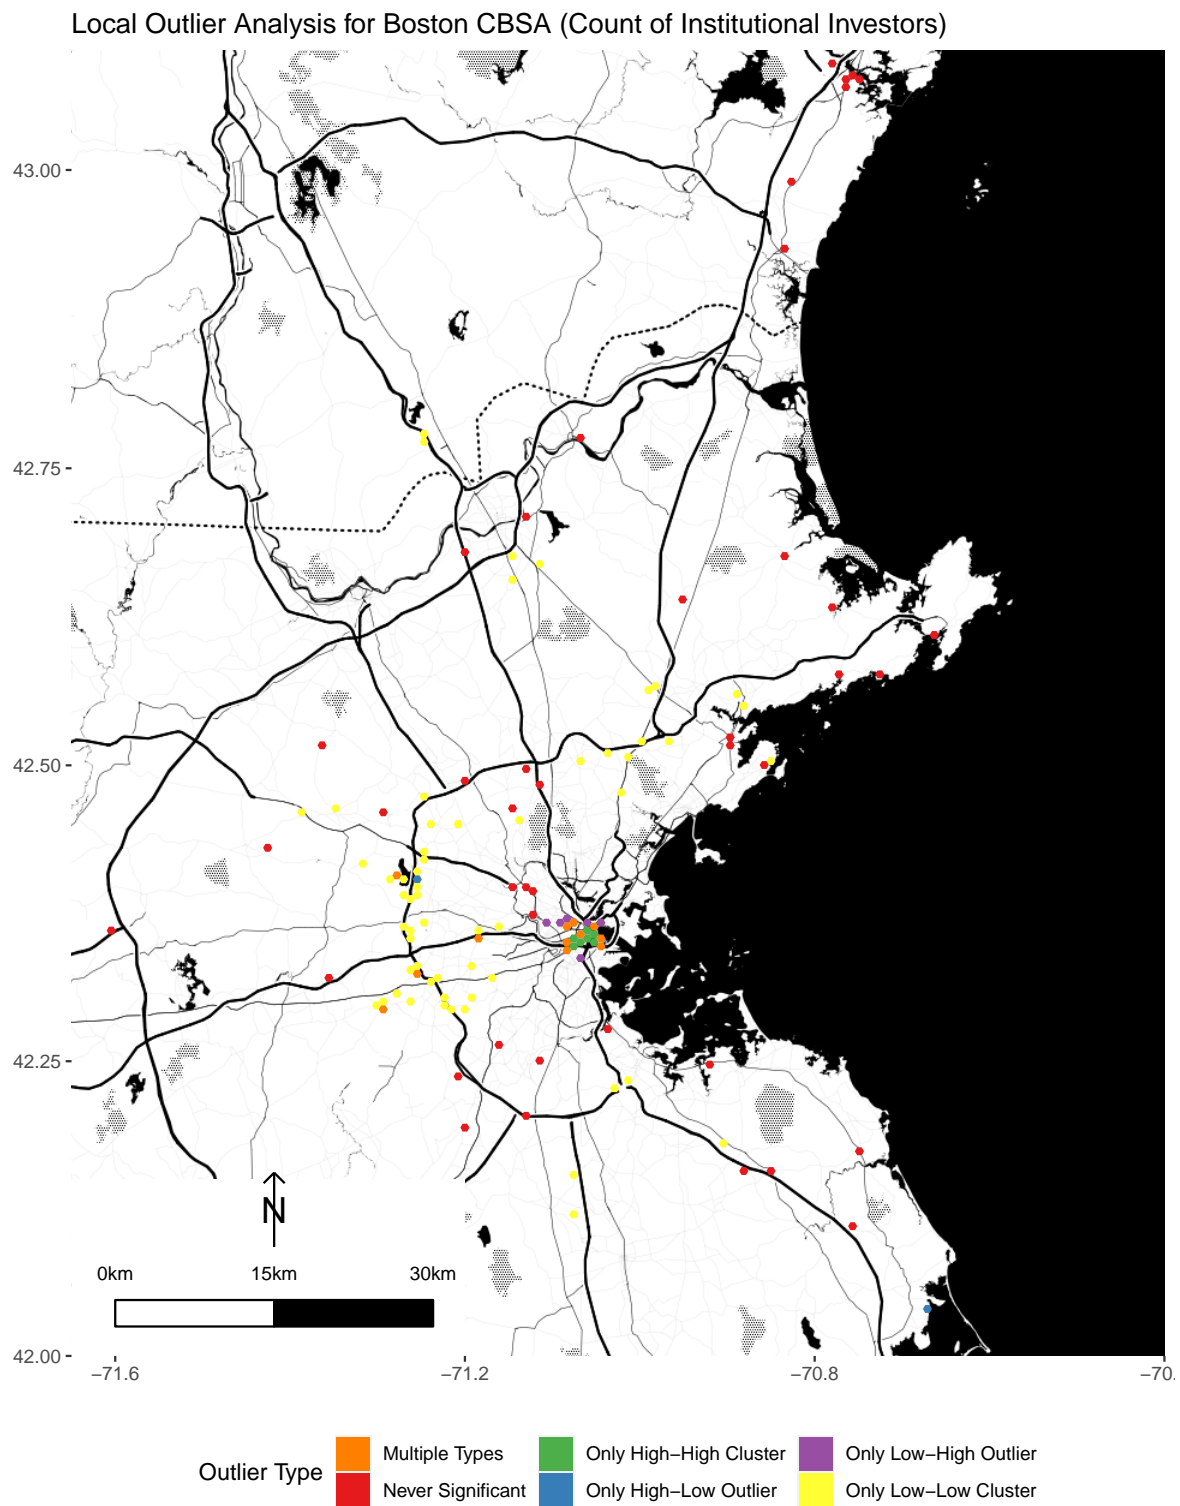 Local Outlier Analysis for Boston CBSA (Count of Institutional Investors)
43.00
42.75
42.50
42.25
42.00
N
0km 15km 30km
−71.6 −71.2 −70.8 −70.
Outlier Type
Multiple Types Only High−High Cluster Only Low−High Outlier
Never Significant Only High−Low Outlier Only Low−Low Cluster